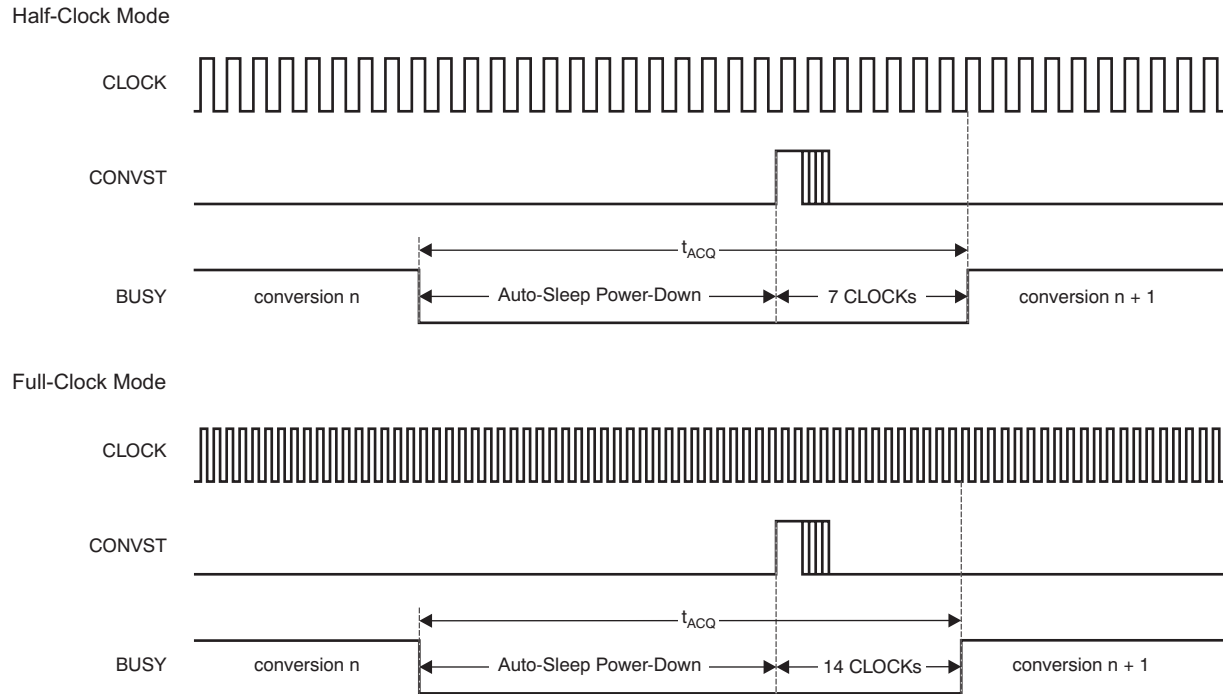 Half-Clock Mode
CLOCK
CONVST
tACQ
BUSY
conversion n
Auto-Sleep Power-Down
7 CLOCKs
conversion n + 1
Full-Clock Mode
CLOCK
CONVST
tACQ
BUSY
conversion n
Auto-Sleep Power-Down
14 CLOCKs
conversion n + 1